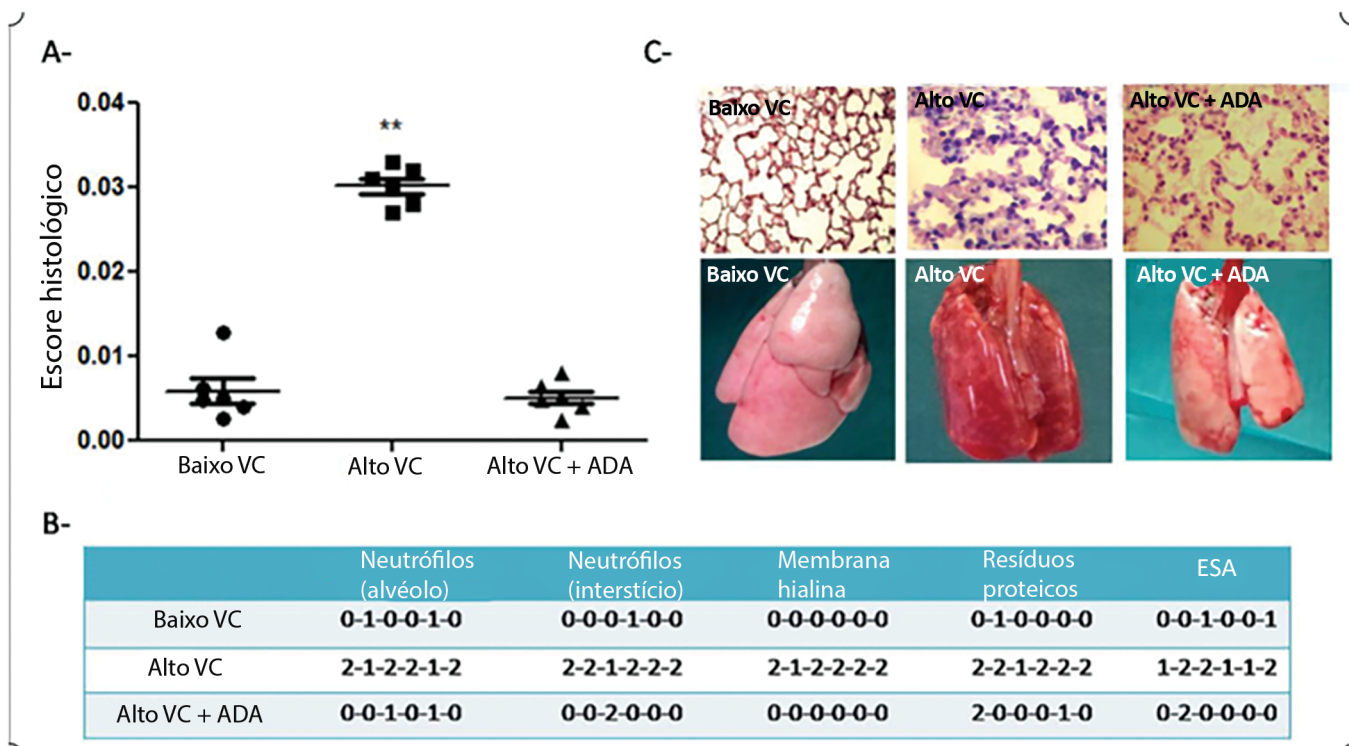 A-
0.04
0.03
0.02
0.01
0.00
Escore histológico
**
Baixo VC
Alto VC
Alto VC + ADA
C-
Baixo VC
Alto VC
Alto VC + ADA
Baixo VC
Alto VC
Alto VC + ADA
B-
Neutrófilos (alvéolo)
Neutrófilos (interstício)
Membrana hialina
Resíduos proteicos
ESA
Baixo VC 0-1-0-0-1-0 0-0-0-1-0-0 0-0-0-0-0-0 0-1-0-0-0-0 0-0-1-0-0-1
Alto VC 2-1-2-2-1-2 2-2-1-2-2-2 2-1-2-2-2-2 2-2-1-2-2-2 1-2-2-1-1-2
Alto VC + ADA 0-0-1-0-1-0 0-0-2-0-0-0 0-0-0-0-0-0 2-0-0-0-1-0 0-2-0-0-0-0